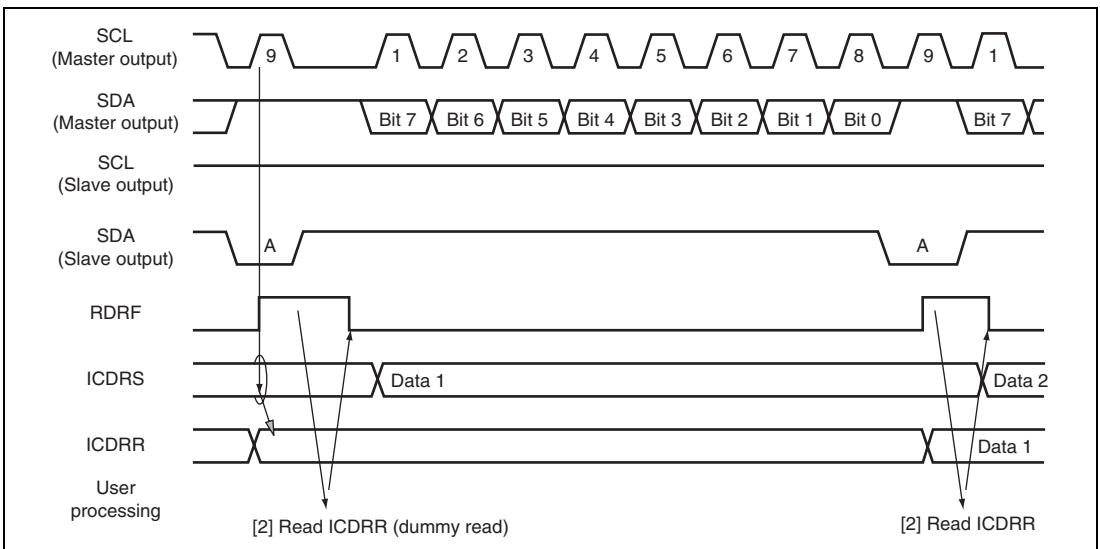 SCL
(Master output)
9 1 2 3 4 5 6 7 8 9 1
SDA
(Master output)
Bit 7 Bit 6 Bit 5 Bit 4 Bit 3 Bit 2 Bit 1 Bit 0 Bit 7
SCL
(Slave output)
SDA
(Slave output)
A A
RDRF
ICDRS
Data 1 Data 2
ICDRR
Data 1
User
processing
[2] Read ICDRR (dummy read) [2] Read ICDRR